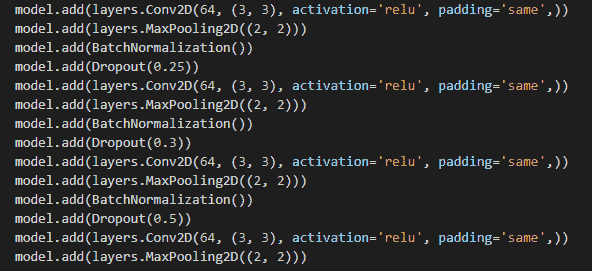 model.add(layers.Conv2D(64, (3, 3), activation='relu', padding='same',))
model.add(layers.MaxPooling2D((2, 2)))
model.add(BatchNormalization())
model.add(Dropout(0.25))
model.add(layers.Conv2D(64, (3, 3), activation='relu', padding='same',))
model.add(layers.MaxPooling2D((2, 2)))
model.add(BatchNormalization())
model.add(Dropout(0.3))
model.add(layers.Conv2D(64, (3, 3), activation='relu', padding='same',))
model.add(layers.MaxPooling2D((2, 2)))
model.add(BatchNormalization())
model.add(Dropout(0.5))
model.add(layers.Conv2D(64, (3, 3), activation='relu', padding='same',))
model.add(layers.MaxPooling2D((2, 2)))